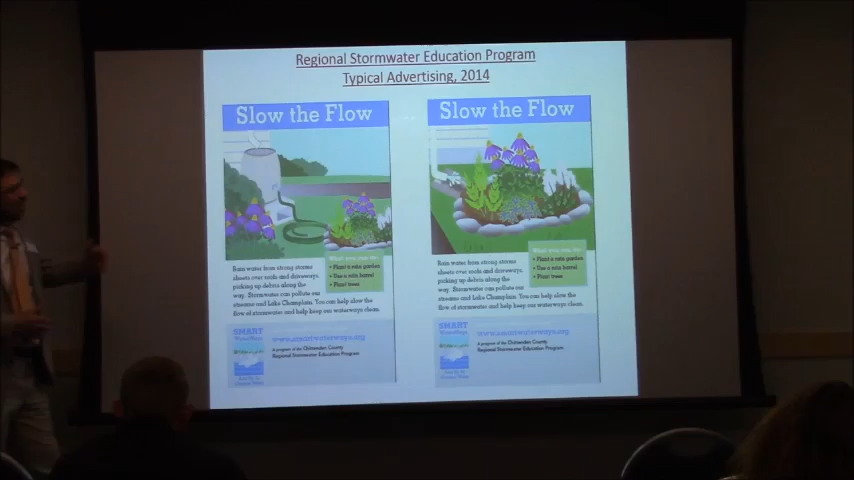 Regional Stormwater Education Program
Typical Advertising, 2014
Slow the Flow
What you can do:
• Plant a rain garden
• Use a rain barrel
• Plant trees
Rain water from strong storms
sheets over roofs and driveways,
picking up debris along the
way. Stormwater can pollute our
streams and Lake Champlain. You can help slow the
flow of stormwater and help keep our waterways clean.
SMART
WaterWays
www.smartwaterways.org
A program of the Chittenden County
Regional Stormwater Education Program
Slow the Flow
What you can do:
• Plant a rain garden
• Use a rain barrel
• Plant trees
Rain water from strong storms
sheets over roofs and driveways,
picking up debris along the
way. Stormwater can pollute our
streams and Lake Champlain. You can help slow the
flow of stormwater and help keep our waterways clean.
SMART
WaterWays
www.smartwaterways.org
A program of the Chittenden County
Regional Stormwater Education Program